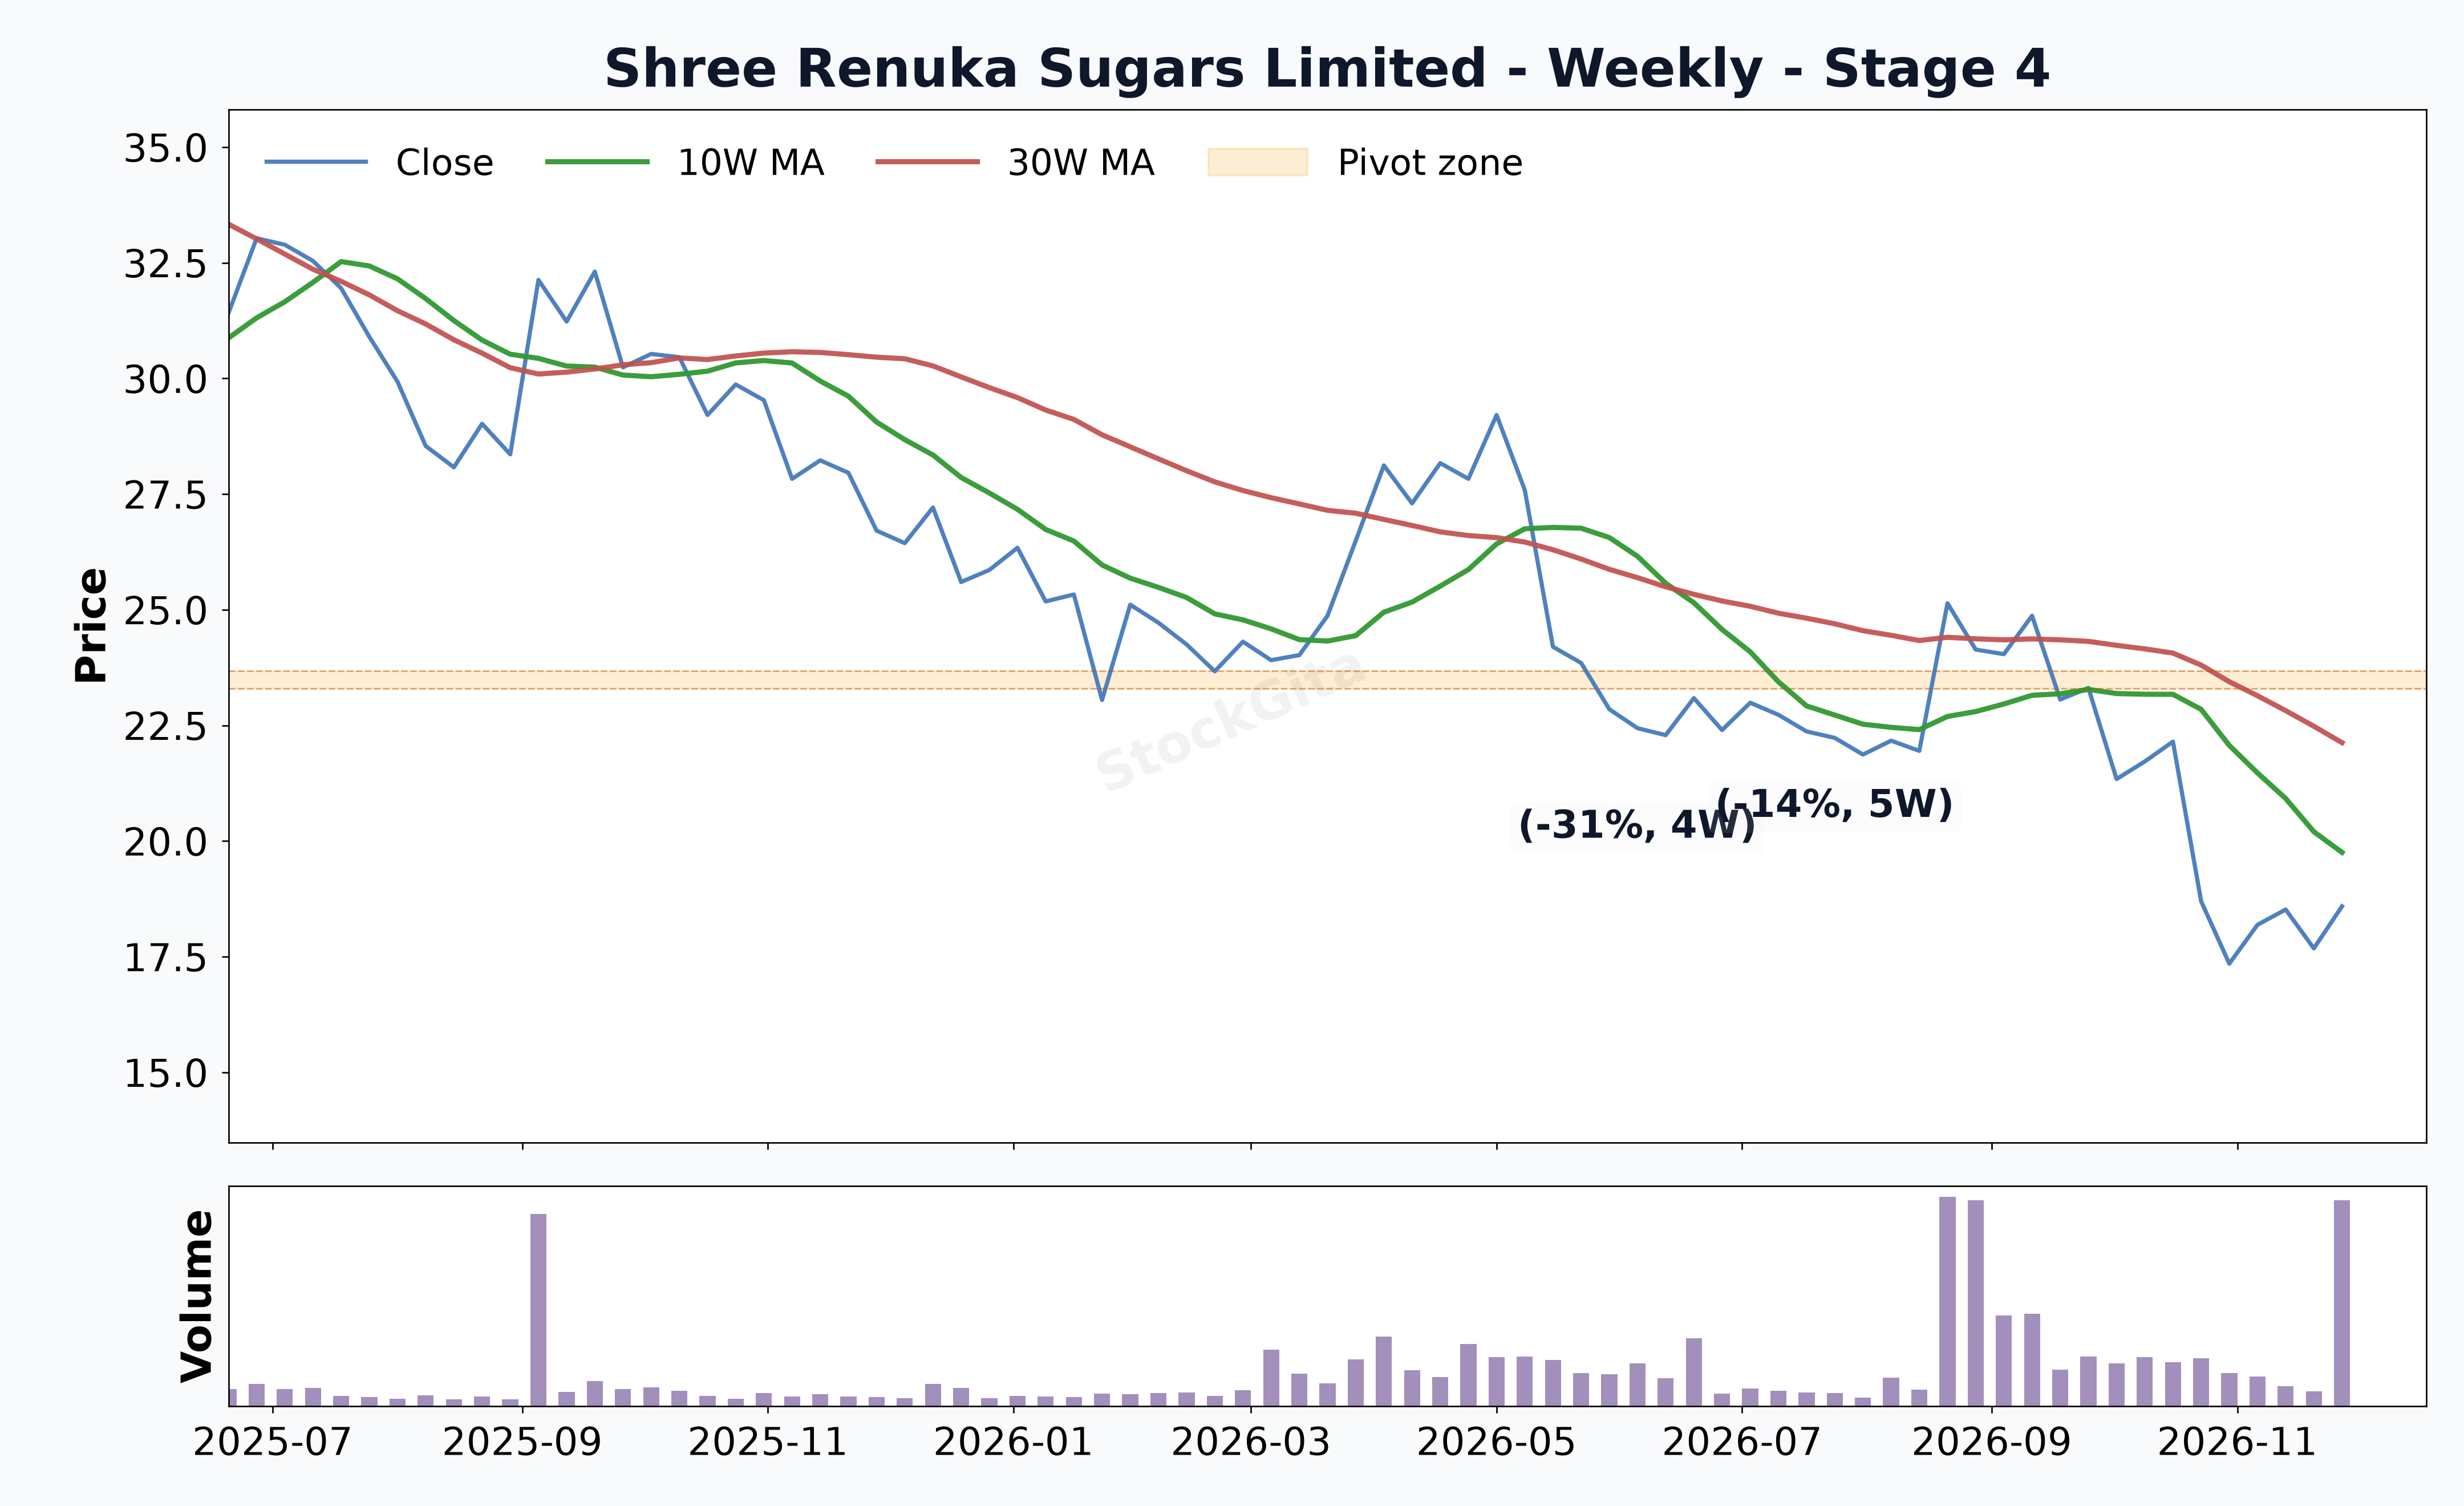 Shree Renuka Sugars Limited - Weekly - Stage 4
Close 10W MA 30W MA Pivot zone
35.0
32.5
30.0
27.5
25.0
22.5
20.0
17.5
15.0
Price
StockGita
(-14%, 5W)
(-31%, 4W)
Volume
2025-07 2025-09 2025-11 2026-01 2026-03 2026-05 2026-07 2026-09 2026-11